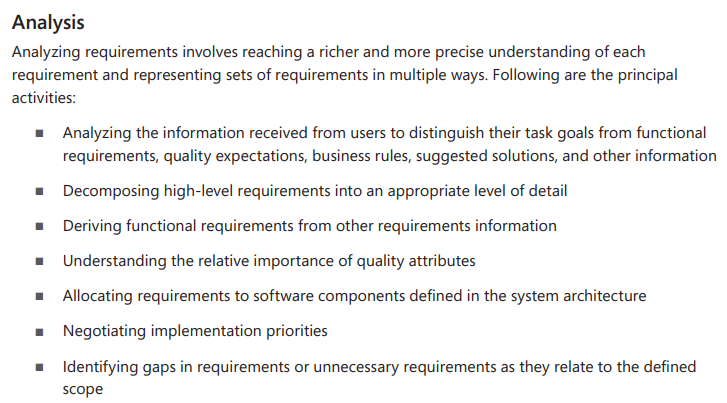 Analysis
Analyzing requirements involves reaching a richer and more precise understanding of each
requirement and representing sets of requirements in multiple ways. Following are the principal
activities:
■ Analyzing the information received from users to distinguish their task goals from functional
requirements, quality expectations, business rules, suggested solutions, and other information
■ Decomposing high-level requirements into an appropriate level of detail
■ Deriving functional requirements from other requirements information
■ Understanding the relative importance of quality attributes
■ Allocating requirements to software components defined in the system architecture
■ Negotiating implementation priorities
■ Identifying gaps in requirements or unnecessary requirements as they relate to the defined
scope